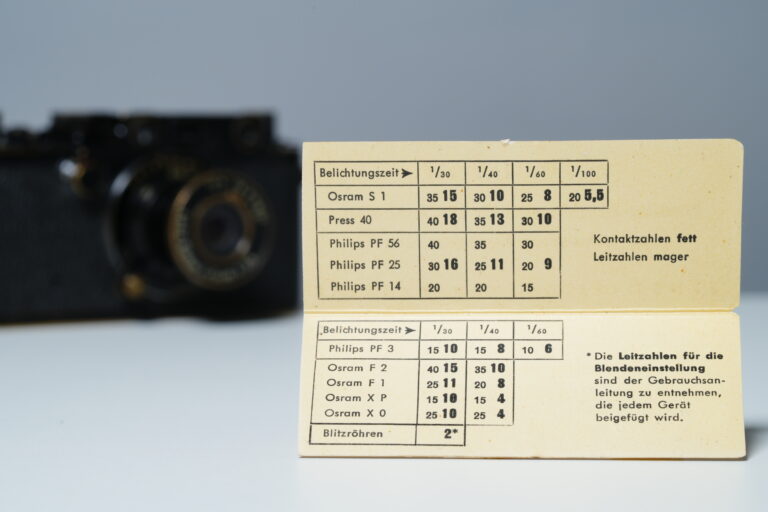 Belichtungszeit➤ 1/30 1/40 1/60 1/100
Osram S 1 35 15 30 10 25 8 20 5,5
Press 40 40 18 35 13 30 10
Philips PF 56 40 35 30
Philips PF 25 30 16 25 11 20 9
Philips PF 14 20 20 15
Kontaktzahlen fett
Leitzahlen mager
Belichtungszeit➤ 1/30 1/40 1/60
Philips PF 3 15 10 15 8 10 6
Osram F 2 40 15 35 10
Osram F 1 25 11 20 8
Osram X P 15 10 15 4
Osram X 0 25 10 25 4
Blitzröhren 2*
* Die Leitzahlen für die
Blendeneinstellung
sind der Gebrauchsan-
leitung zu entnehmen,
die jedem Gerät
beigefügt wird.